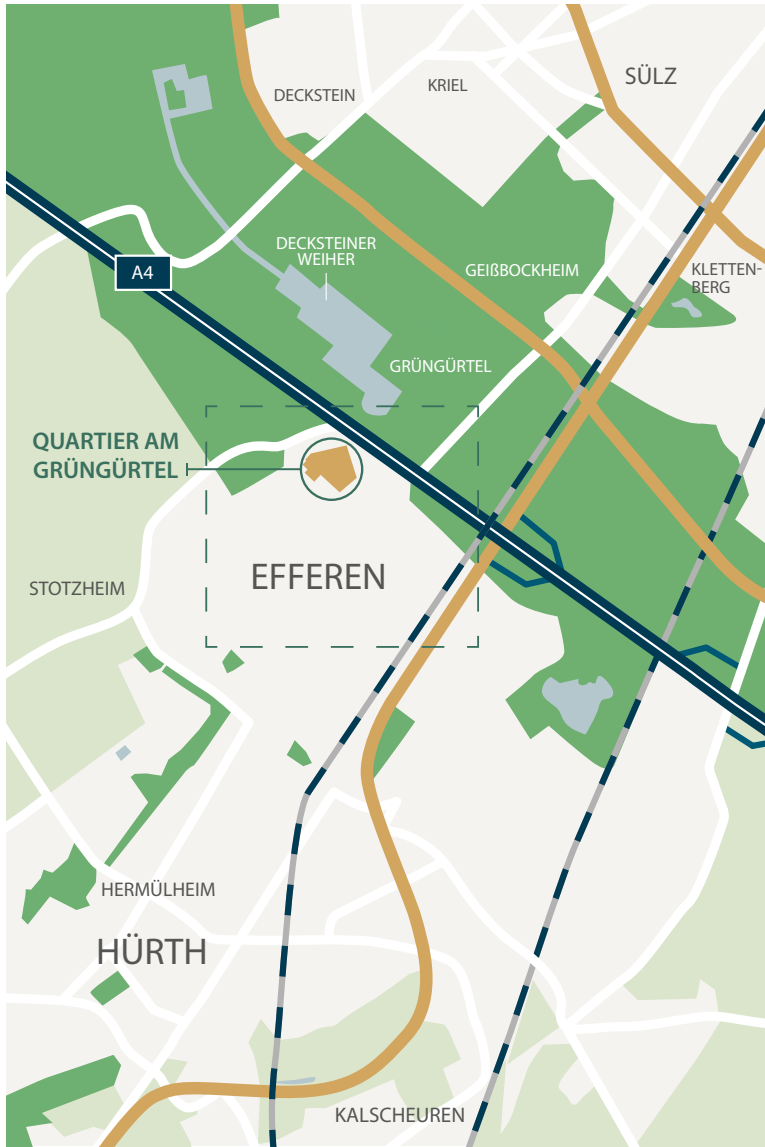 SÜLZ
KRIEL
DECKSTEIN
DECKSTEINER
WEIHER
A4
GEIßBOCKHEIM
KLETTEN-
BERG
GRÜNGÜRTEL
QUARTIER AM
GRÜNGÜRTEL
EFFEREN
STOTZHEIM
HERMÜLHEIM
HÜRTH
KALSCHEUREN